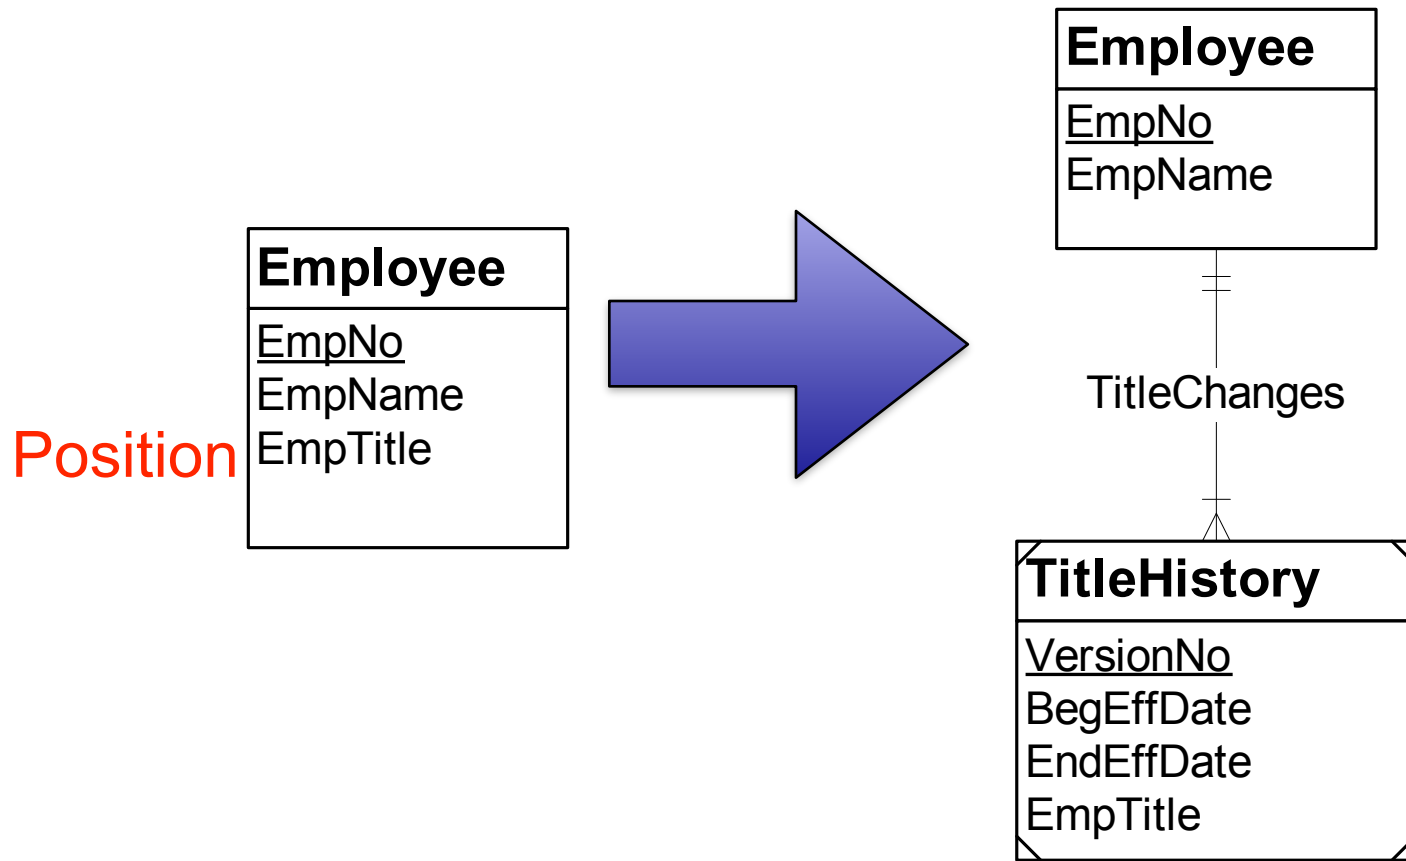 Employee
EmpNo
EmpName
EmpTitle
Position
Employee
EmpNo
EmpName
TitleChanges
TitleHistory
VersionNo
BegEffDate
EndEffDate
EmpTitle